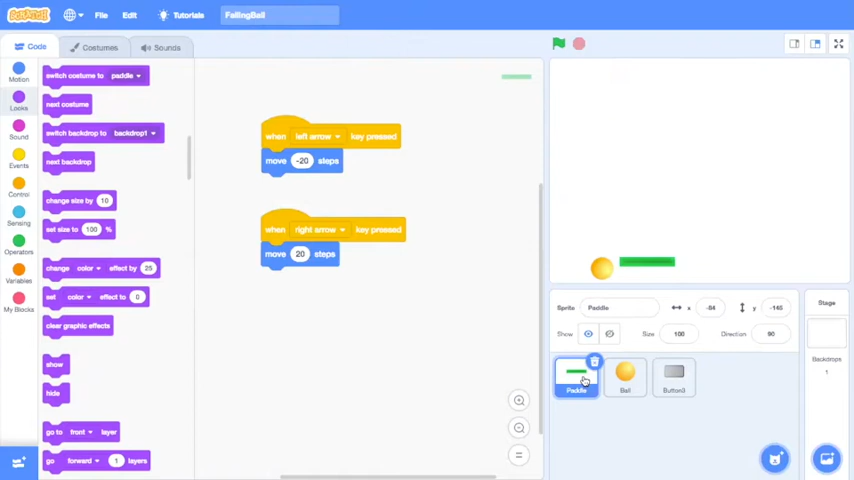 SCRATCH File Edit Tutorials FallingBall
Code Costumes Sounds
Motion
Looks
Sound
Events
Control
Sensing
Operators
Variables
My Blocks
switch costume to paddle
next costume
switch backdrop to backdrop1
next backdrop
change size by 10
set size to 100 %
change color effect by 25
set color effect to 0
clear graphic effects
show
hide
go to front layer
go forward 1 layers
when left arrow key pressed
move -20 steps
when right arrow key pressed
move 20 steps
Sprite Paddle x -84 y -145
Show Size 100 Direction 90
Paddle Ball Button3
Stage
Backdrops
1